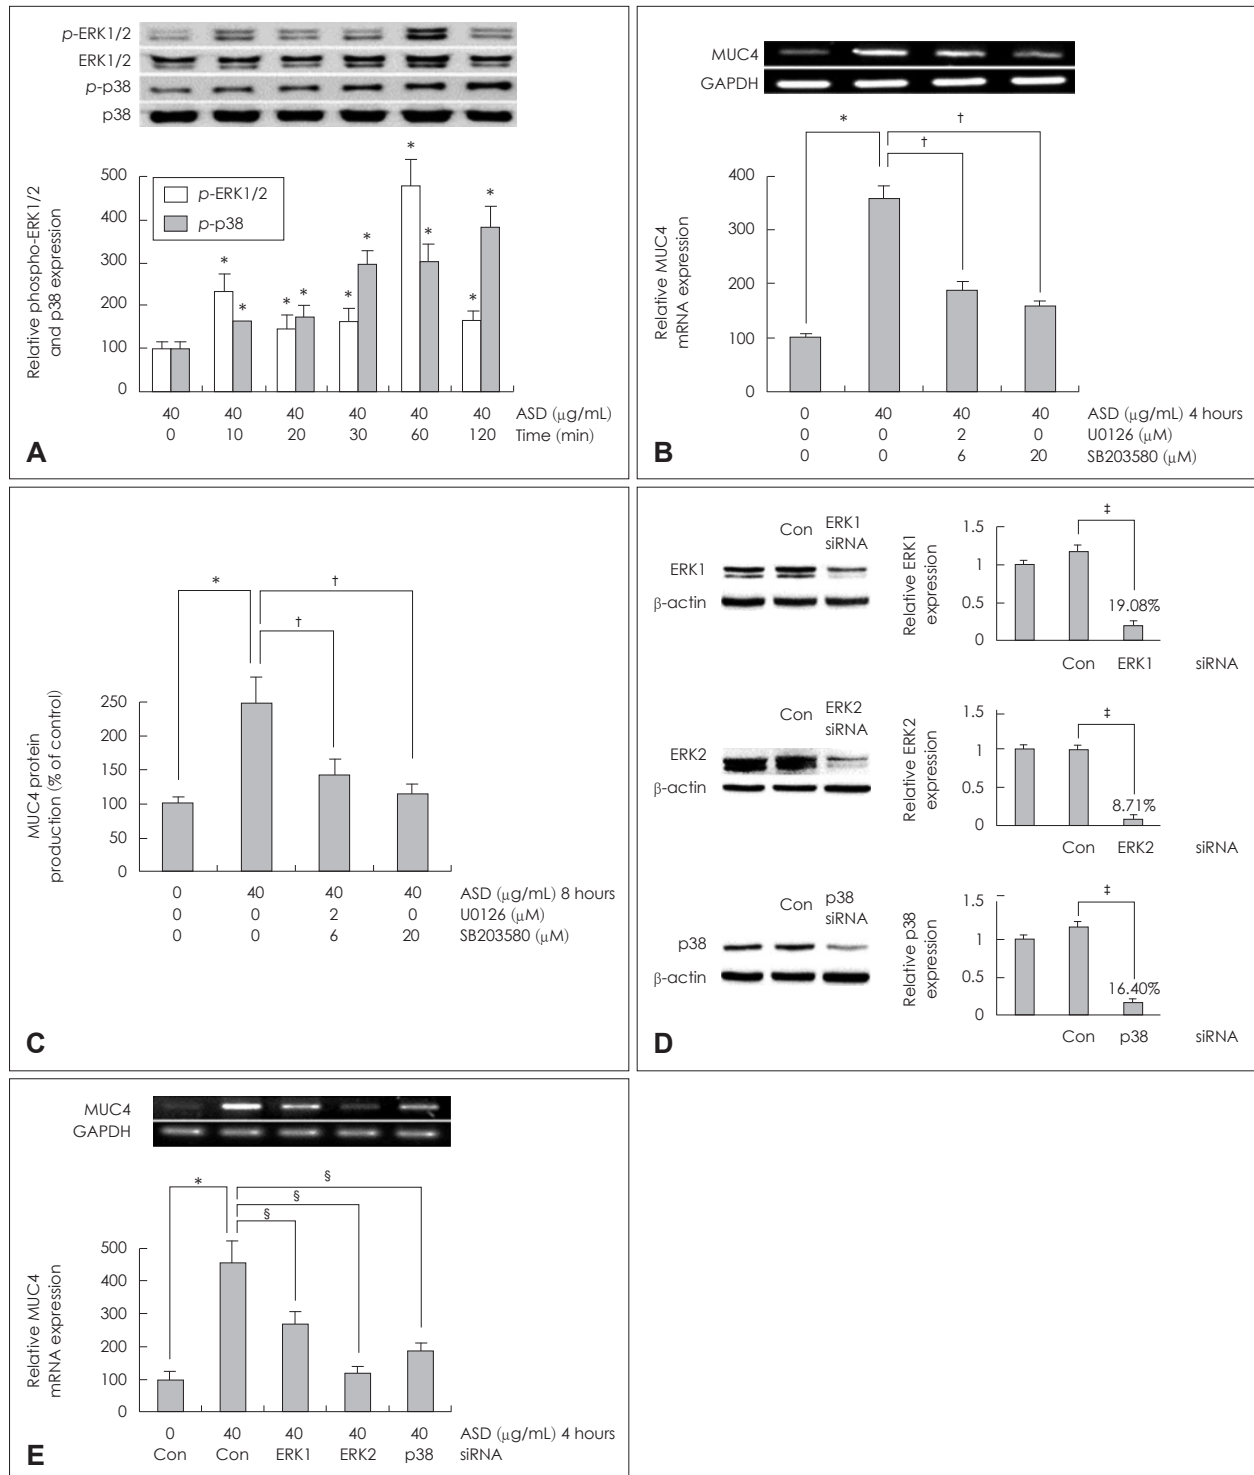 p-ERK1/2
ERK1/2
p-p38
p38
Relative phospho-ERK1/2
and p38 expression
500
400
300
200
100
0
p-ERK1/2
p-p38
* * * * * * * * * *
40 40 40 40 40 40 ASD (μg/mL)
0 10 20 30 60 120 Time (min)
A
MUC4
GAPDH
* † †
Relative MUC4
mRNA expression
400
300
200
100
0
0 40 40 40 ASD (μg/mL) 4 hours
0 0 2 0 U0126 (μM)
0 0 6 20 SB203580 (μM)
B
* † †
MUC4 protein
production (% of control)
250
200
150
100
50
0
0 40 40 40 ASD (μg/mL) 8 hours
0 0 2 0 U0126 (μM)
0 0 6 20 SB203580 (μM)
C
Con ERK1
siRNA
ERK1
β-actin
Relative ERK1
expression
1.5
1
0.5
0
‡
19.08%
Con ERK1 siRNA
Con ERK2
siRNA
ERK2
β-actin
Relative ERK2
expression
1.5
1
0.5
0
‡
8.71%
Con ERK2 siRNA
Con p38
siRNA
p38
β-actin
Relative p38
expression
1.5
1
0.5
0
‡
16.40%
Con p38 siRNA
D
MUC4
GAPDH
* § § §
Relative MUC4
mRNA expression
500
400
300
200
100
0
0 40 40 40 40 ASD (μg/mL) 4 hours
Con Con ERK1 ERK2 p38 siRNA
E